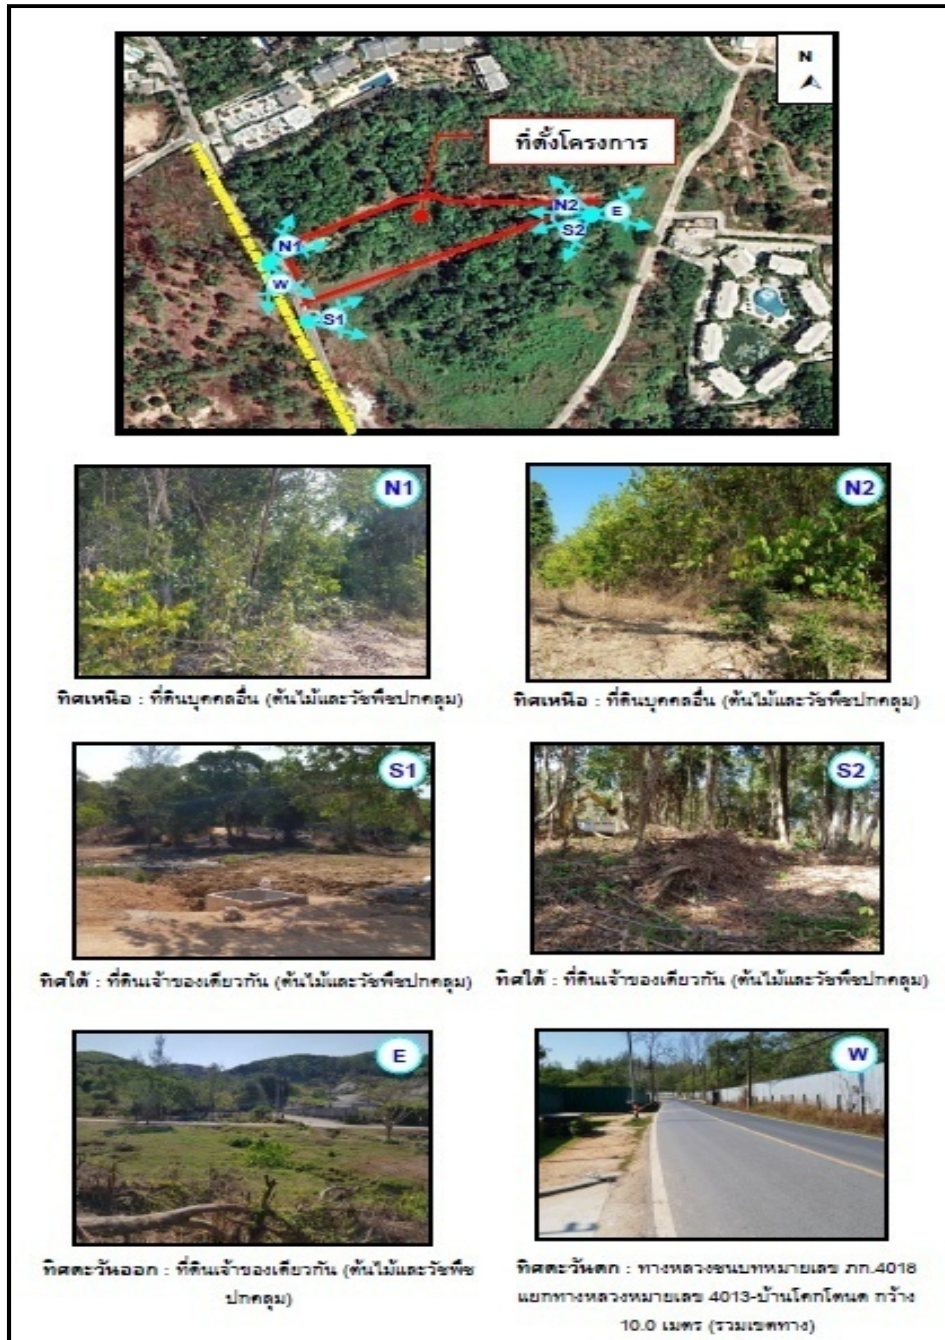 N
ที่ตั้งโครงการ
N2
E
S2
N1
W
S1
N1
N2
ทิศเหนือ : ที่ดินบุคคลอื่น (ต้นไม้และวัชพืชปกคลุม)
ทิศเหนือ : ที่ดินบุคคลอื่น (ต้นไม้และวัชพืชปกคลุม)
S1
S2
ทิศใต้ : ที่ดินเจ้าของเดียวกัน (ต้นไม้และวัชพืชปกคลุม)
ทิศใต้ : ที่ดินเจ้าของเดียวกัน (ต้นไม้และวัชพืชปกคลุม)
E
W
ทิศตะวันออก : ที่ดินเจ้าของเดียวกัน (ต้นไม้และวัชพืช
ปกคลุม)
ทิศตะวันตก : ทางหลวงชนบทหมายเลข ภก.4018
แยกทางหลวงหมายเลข 4013-บ้านโคกโตนด กว้าง
10.0 เมตร (รวมเขตทาง)